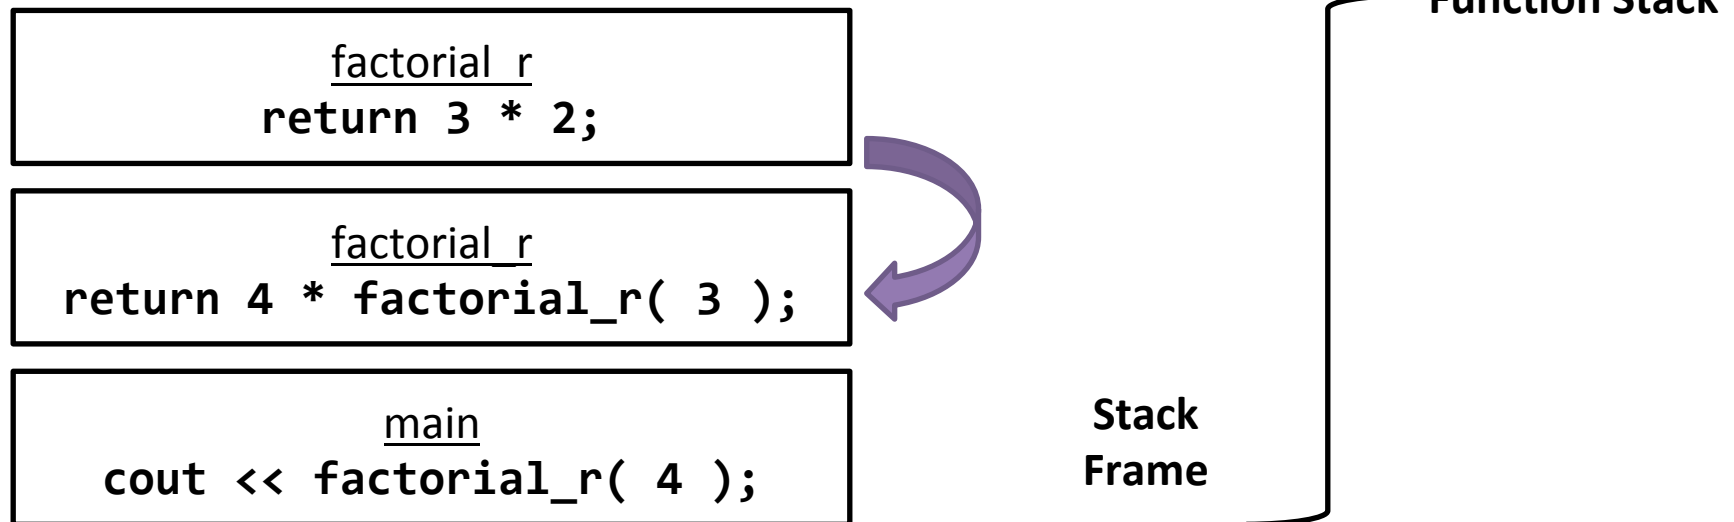 Function Stack
factorial_r
return 3 * 2;
factorial_r
return 4 * factorial_r( 3 );
main
cout << factorial_r( 4 );
Stack
Frame